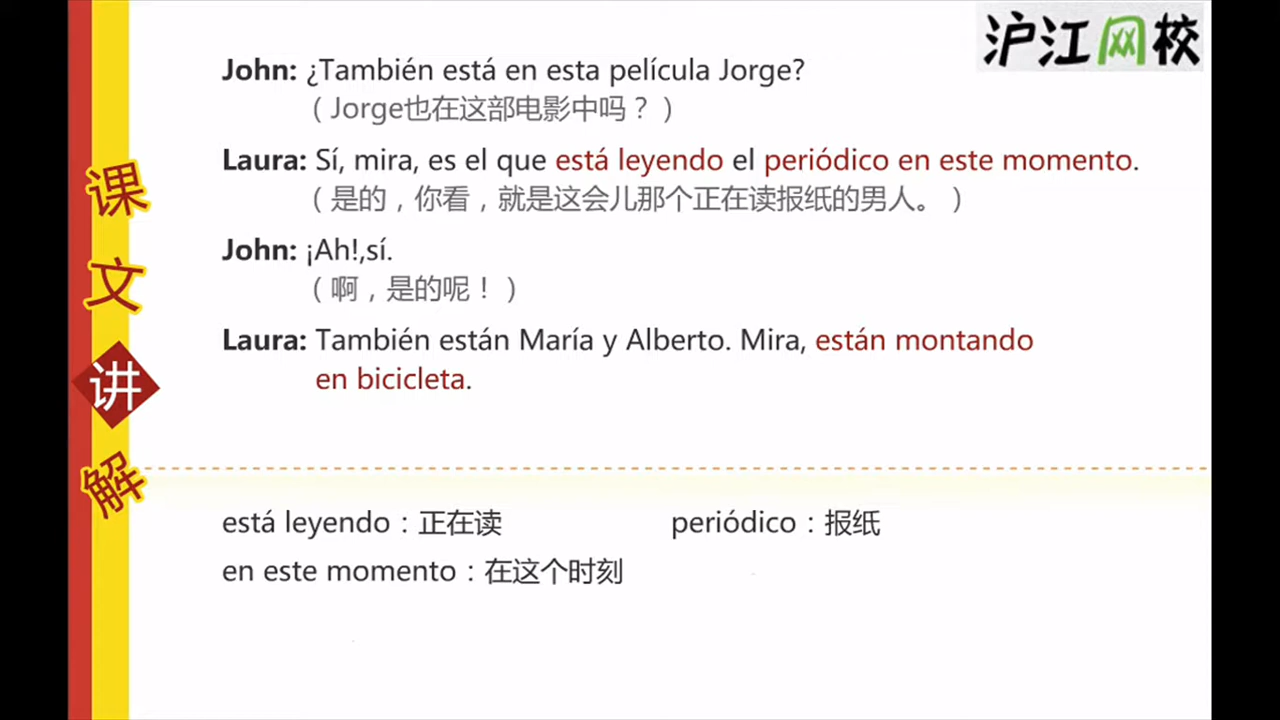 沪江网校
John: ¿También está en esta película Jorge?
（Jorge也在这部电影中吗？）
Laura: Sí, mira, es el que está leyendo el periódico en este momento.
（是的，你看，就是这会儿那个正在读报纸的男人。）
John: ¡Ah!,sí.
（啊，是的呢！）
Laura: También están María y Alberto. Mira, están montando
en bicicleta.
课
文
讲
解
está leyendo：正在读 periódico：报纸
en este momento：在这个时刻